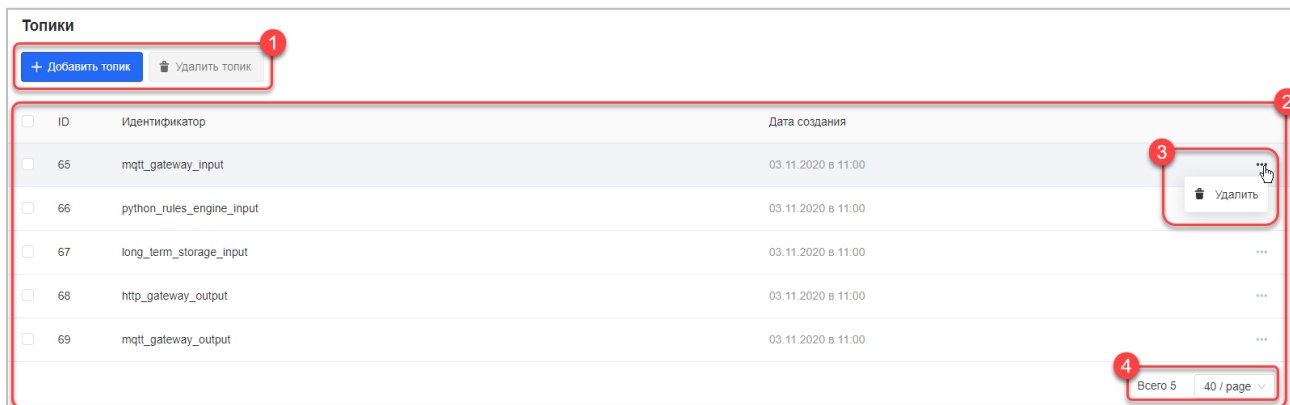 Топики
1
+ Добавить топик Удалить топик
2
ID Идентификатор Дата создания
3
65 mqtt_gateway_input 03.11.2020 в 11:00 •••
Удалить
66 python_rules_engine_input 03.11.2020 в 11:00
67 long_term_storage_input 03.11.2020 в 11:00 •••
68 http_gateway_output 03.11.2020 в 11:00 •••
69 mqtt_gateway_output 03.11.2020 в 11:00 •••
4
Всего 5 40 / page